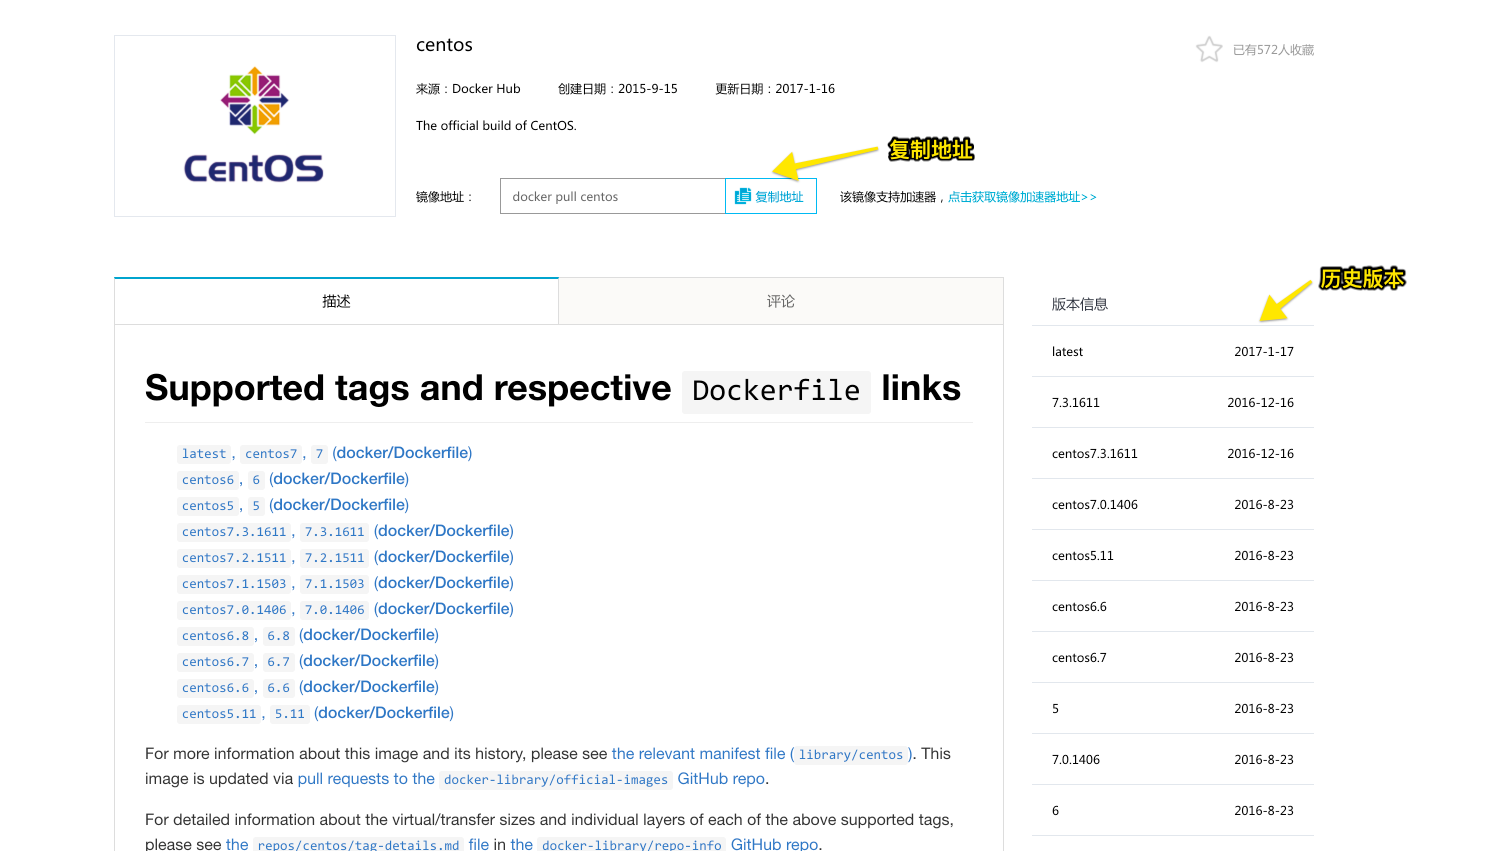 CentOS
centos
已有572人收藏
来源：Docker Hub 创建日期：2015-9-15 更新日期：2017-1-16
The official build of CentOS.
复制地址
镜像地址： docker pull centos 复制地址 该镜像支持加速器，点击获取镜像加速器地址>>
描述 评论
Supported tags and respective Dockerfile links
latest, centos7, 7 (docker/Dockerfile)
centos6, 6 (docker/Dockerfile)
centos5, 5 (docker/Dockerfile)
centos7.3.1611, 7.3.1611 (docker/Dockerfile)
centos7.2.1511, 7.2.1511 (docker/Dockerfile)
centos7.1.1503, 7.1.1503 (docker/Dockerfile)
centos7.0.1406, 7.0.1406 (docker/Dockerfile)
centos6.8, 6.8 (docker/Dockerfile)
centos6.7, 6.7 (docker/Dockerfile)
centos6.6, 6.6 (docker/Dockerfile)
centos5.11, 5.11 (docker/Dockerfile)
For more information about this image and its history, please see the relevant manifest file (library/centos). This
image is updated via pull requests to the docker-library/official-images GitHub repo.
For detailed information about the virtual/transfer sizes and individual layers of each of the above supported tags,
please see the repos/centos/tag-details.md file in the docker-library/repo-info GitHub repo.
历史版本
版本信息
latest 2017-1-17
7.3.1611 2016-12-16
centos7.3.1611 2016-12-16
centos7.0.1406 2016-8-23
centos5.11 2016-8-23
centos6.6 2016-8-23
centos6.7 2016-8-23
5 2016-8-23
7.0.1406 2016-8-23
6 2016-8-23